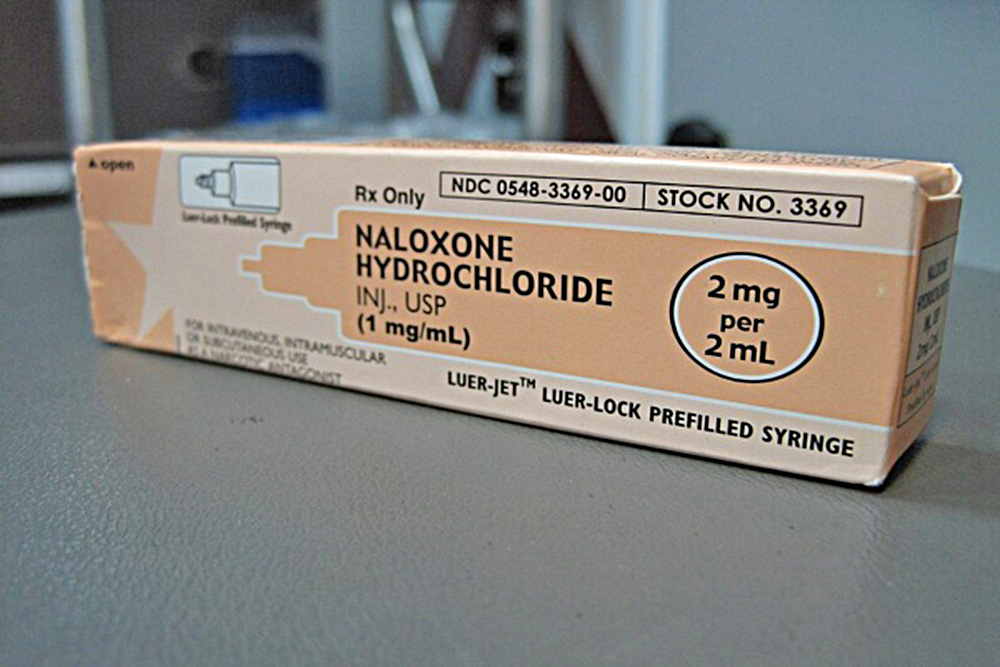 ▲ open
Luer-Lock Prefilled Syringe
Rx Only
NDC 0548-3369-00 STOCK NO. 3369
NALOXONE
HYDROCHLORIDE
INJ., USP
(1 mg/mL)
2 mg
per
2 mL
FOR INTRAVENOUS, INTRAMUSCULAR
OR SUBCUTANEOUS USE
AS A NARCOTIC ANTAGONIST
LUER-JET™ LUER-LOCK PREFILLED SYRINGE
NALOXONE
HYDROCHLORIDE